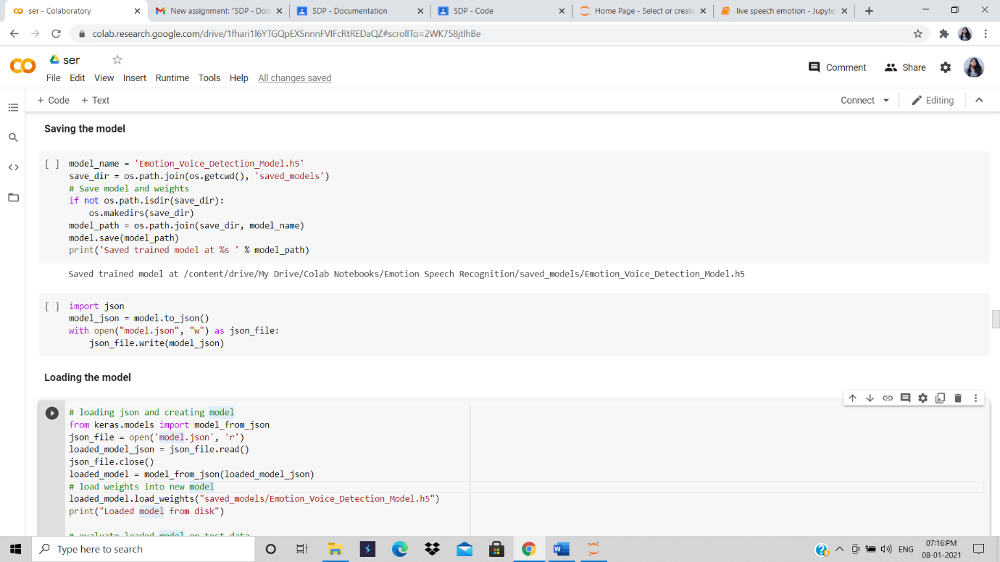 ser - Colaboratory
New assignment: "SDP - Doc
SDP - Documentation
SDP - Code
Home Page - Select or create
live speech emotion - Jupyte
colab.research.google.com/drive/1fhari1l6YTGQpEXSnnnFVIFcRtREDaQZ#scrollTo=2WK758jtlhBe
ser
File Edit View Insert Runtime Tools Help All changes saved
Comment Share
+ Code + Text
Connect Editing
Saving the model
[ ] model_name = 'Emotion_Voice_Detection_Model.h5'
save_dir = os.path.join(os.getcwd(), 'saved_models')
# Save model and weights
if not os.path.isdir(save_dir):
    os.makedirs(save_dir)
model_path = os.path.join(save_dir, model_name)
model.save(model_path)
print('Saved trained model at %s ' % model_path)
Saved trained model at /content/drive/My Drive/Colab Notebooks/Emotion Speech Recognition/saved_models/Emotion_Voice_Detection_Model.h5
[ ] import json
model_json = model.to_json()
with open("model.json", "w") as json_file:
    json_file.write(model_json)
Loading the model
# loading json and creating model
from keras.models import model_from_json
json_file = open('model.json', 'r')
loaded_model_json = json_file.read()
json_file.close()
loaded_model = model_from_json(loaded_model_json)
# load weights into new model
loaded_model.load_weights("saved_models/Emotion_Voice_Detection_Model.h5")
print("Loaded model from disk")
# evaluate loaded model on test data
Type here to search
ENG
07:16:PM
08-01-2021